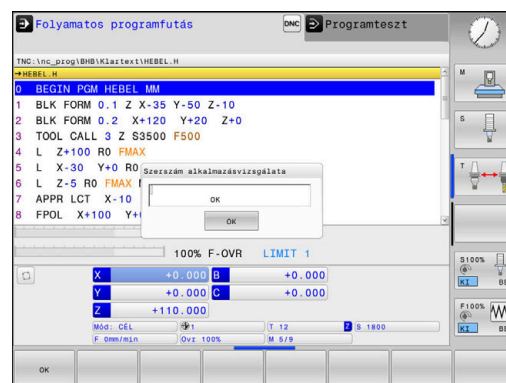 Folyamatos programfutás DNC Programteszt
TNC:\nc_prog\BHB\Klartext\HEBEL.H
→HEBEL.H
0 BEGIN PGM HEBEL MM
1 BLK FORM 0.1 Z X-35 Y-50 Z-10
2 BLK FORM 0.2 X+120 Y+20 Z+0
3 TOOL CALL 3 Z S3500 F500
4 L Z+100 R0 FMAX
5 L X-30 Y+0 R0
6 L Z-5 R0 FMAX
7 APPR LCT X-10
8 FPOL X+100
Szerszám alkalmazásvizsgálata
OK
OK
100% F-OVR LIMIT 1
X +0.000 B +0.000
Y +0.000 C +0.000
Z +110.000
Mód: CÉL 1 T 12 Z S 1800
F 0mm/min Ovr 100% M 5/9
OK
M
S
T
S100%
KI BE
F100%
KI BE